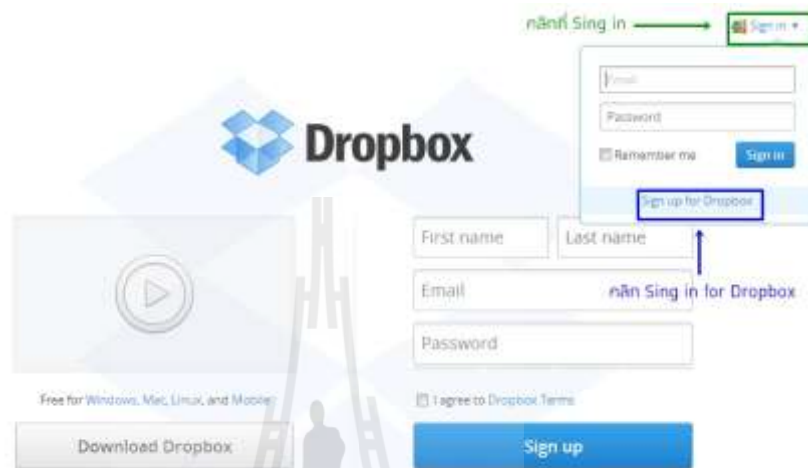 คลิกที่ Sing in
Sign in
Email
Password
Remember me
Sign in
Sign up for Dropbox
Dropbox
First name
Last name
Email
คลิก Sing in for Dropbox
Password
Free for Windows, Mac, Linux, and Mobile
I agree to Dropbox Terms
Download Dropbox
Sign up